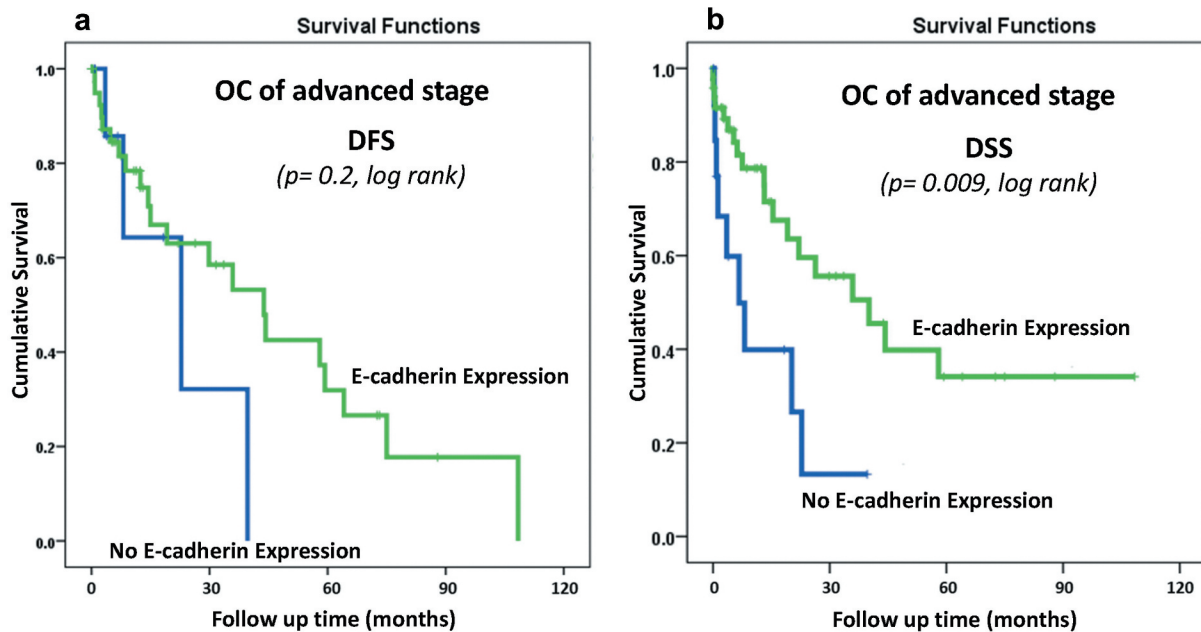 a
Survival Functions
OC of advanced stage
DFS
(p= 0.2, log rank)
Cumulative Survival
1.0
0.8
0.6
0.4
0.2
0.0
E-cadherin Expression
No E-cadherin Expression
0 30 60 90 120
Follow up time (months)
b
Survival Functions
OC of advanced stage
DSS
(p= 0.009, log rank)
Cumulative Survival
1.0
0.8
0.6
0.4
0.2
0.0
E-cadherin Expression
No E-cadherin Expression
0 30 60 90 120
Follow up time (months)